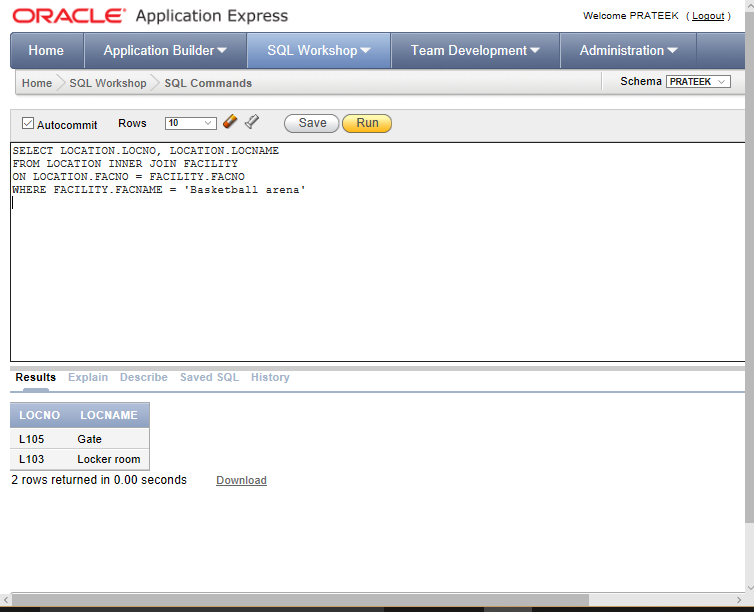 ORACLE® Application Express
Welcome PRATEEK ( Logout )
Home Application Builder SQL Workshop Team Development Administration
Home SQL Workshop SQL Commands Schema PRATEEK
Autocommit Rows 10 Save Run
SELECT LOCATION.LOCNO, LOCATION.LOCNAME
FROM LOCATION INNER JOIN FACILITY
ON LOCATION.FACNO = FACILITY.FACNO
WHERE FACILITY.FACNAME = 'Basketball arena'
Results Explain Describe Saved SQL History
LOCNO LOCNAME
L105 Gate
L103 Locker room
2 rows returned in 0.00 seconds Download